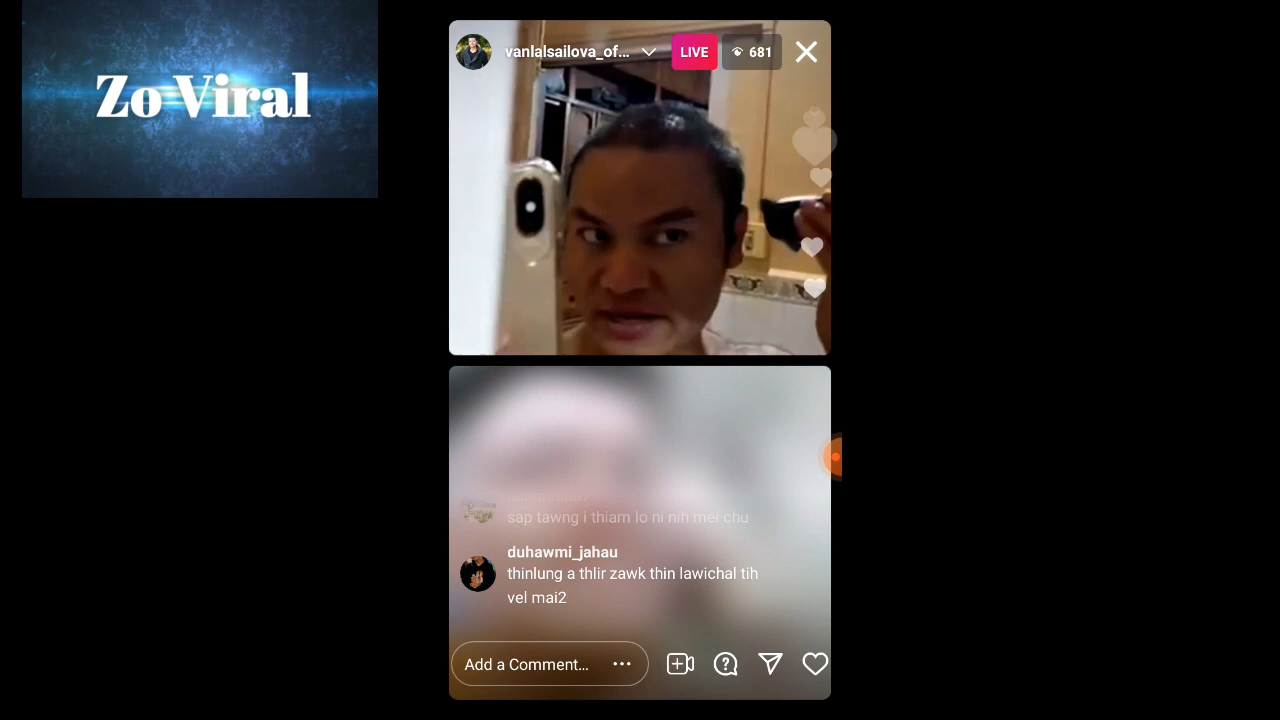 Zo Viral
vanlalsailova_of...
LIVE
681
sap tawng i thiam lo ni nih mei chu
duhawmi_jahau
thinlung a thlir zawk thin lawichal tih
vel mai2
Add a Comment...